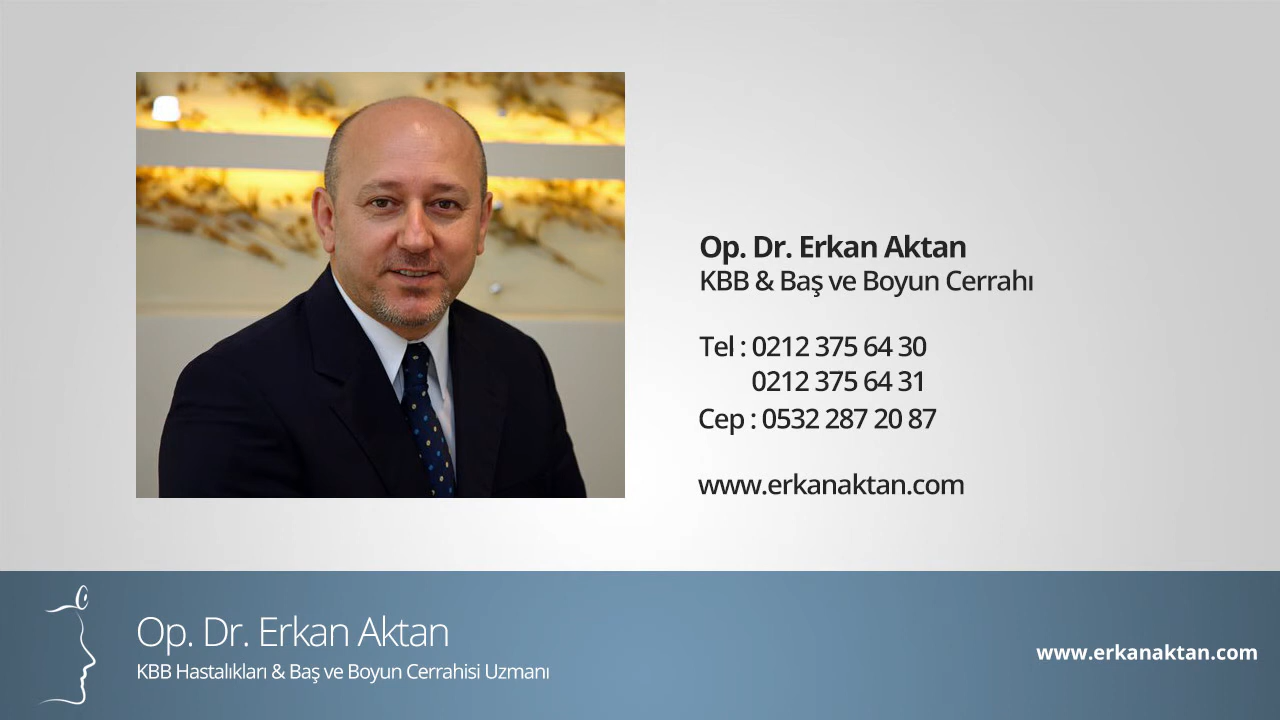 Op. Dr. Erkan Aktan
KBB & Baş ve Boyun Cerrahı
Tel : 0212 375 64 30
0212 375 64 31
Cep : 0532 287 20 87
www.erkanaktan.com
Op. Dr. Erkan Aktan
KBB Hastalıkları & Baş ve Boyun Cerrahisi Uzmanı
www.erkanaktan.com